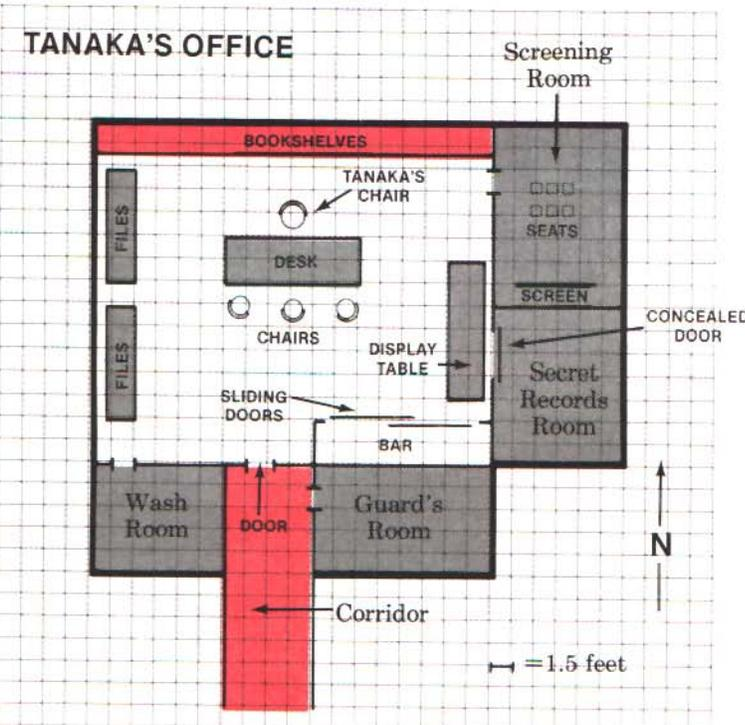 TANAKA'S OFFICE
Screening
Room
BOOKSHELVES
TANAKA'S
CHAIR
FILES
SEATS
DESK
SCREEN
CONCEALED
DOOR
CHAIRS
FILES
DISPLAY
TABLE
Secret
Records
Room
SLIDING
DOORS
BAR
Wash
Room
DOOR
Guard's
Room
N
Corridor
=1.5 feet